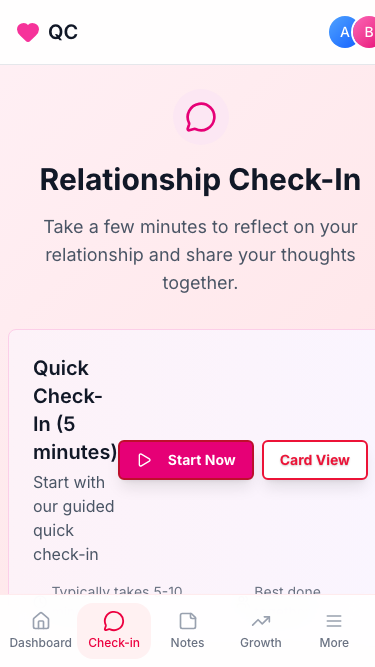 QC
A
B
Relationship Check-In
Take a few minutes to reflect on your
relationship and share your thoughts
together.
Quick
Check-
In (5
minutes)
Start with
our guided
quick
check-in
Start Now
Card View
Typically takes 5-10
Best done
Dashboard
Check-in
Notes
Growth
More